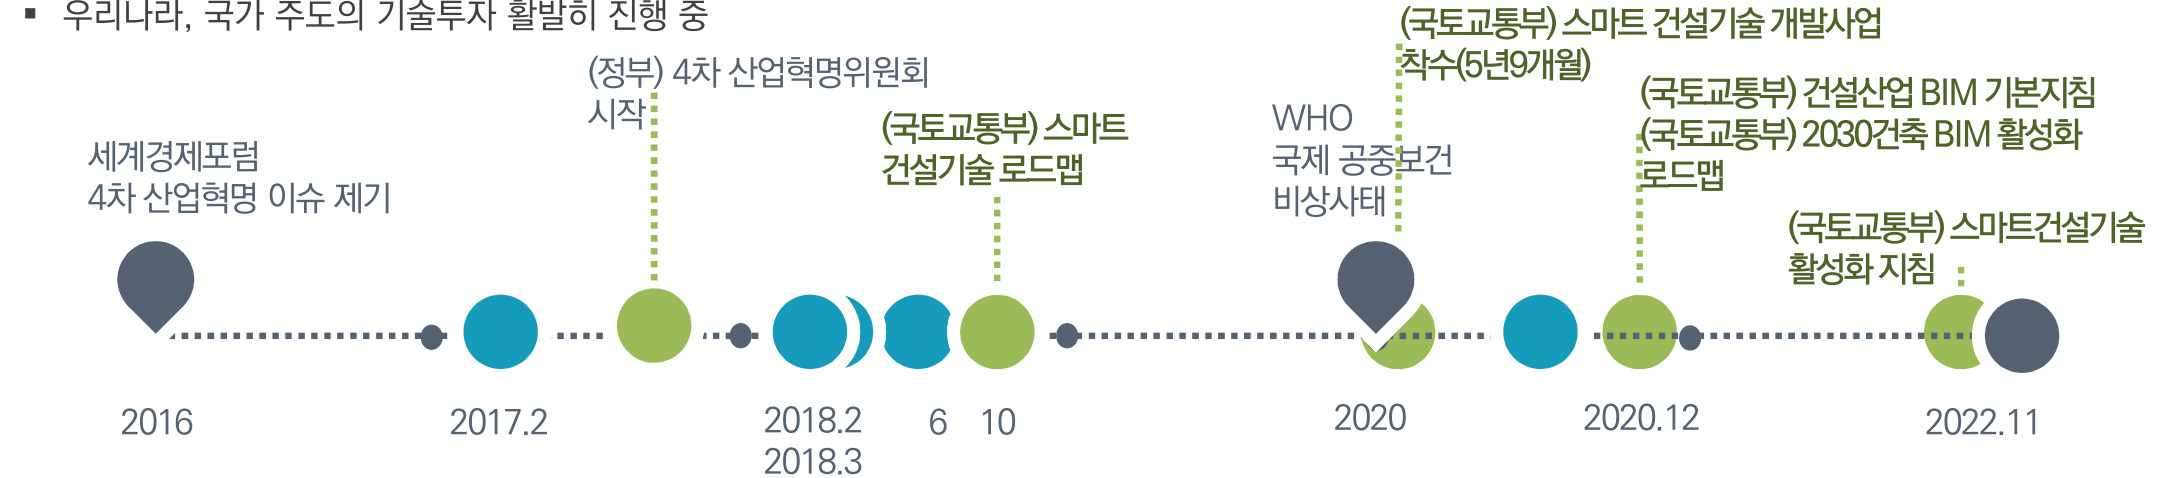 ▪ 우리나라, 국가 주도의 기술투자 활발히 진행 중
세계경제포럼
4차 산업혁명 이슈 제기
(정부) 4차 산업혁명위원회
시작
(국토교통부) 스마트
건설기술 로드맵
WHO
국제 공중보건
비상사태
(국토교통부) 스마트 건설기술 개발사업
착수(5년9개월)
(국토교통부) 건설산업 BIM 기본지침
(국토교통부) 2030건축 BIM 활성화
로드맵
(국토교통부) 스마트건설기술
활성화 지침
2016
2017.2
2018.2
2018.3
6
10
2020
2020.12
2022.11